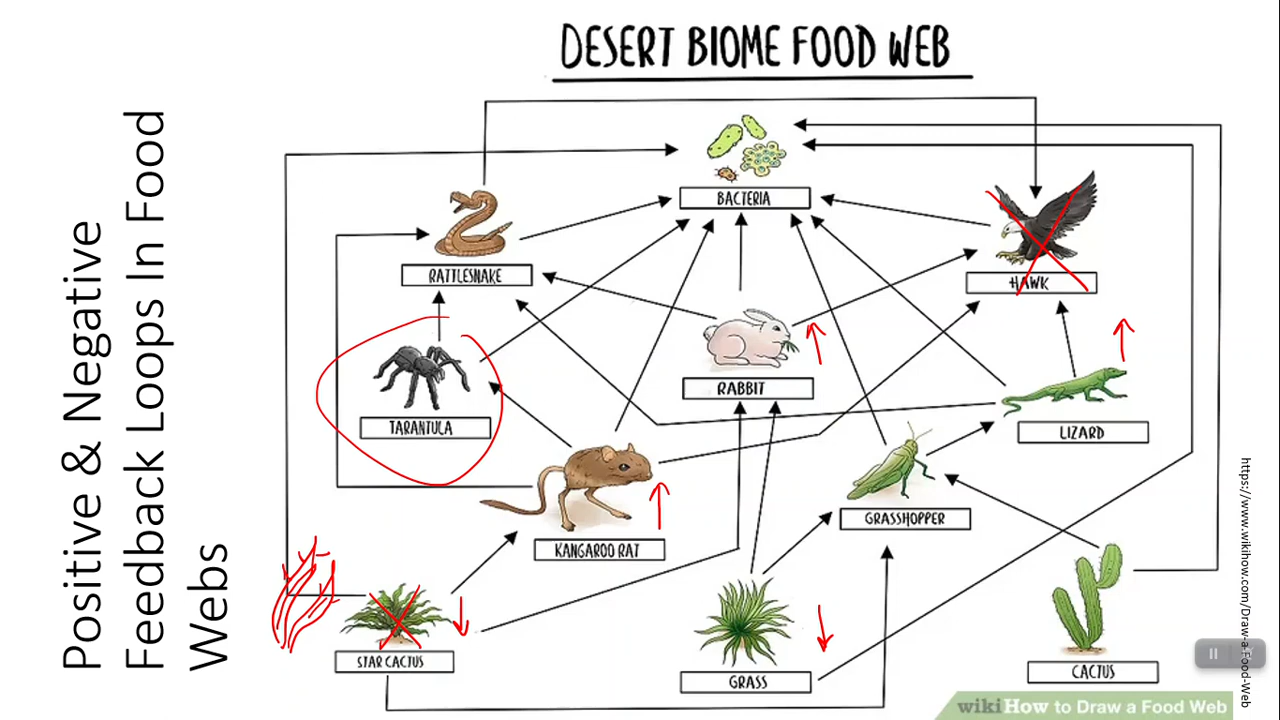 DESERT BIOME FOOD WEB
Positive & Negative
Feedback Loops In Food
Webs
BACTERIA
RATTLESNAKE
HAWK
TARANTULA
RABBIT
LIZARD
KANGAROO RAT
GRASSHOPPER
STAR CACTUS
GRASS
CACTUS
https://www.wikihow.com/Draw-a-Food-Web
wikiHow to Draw a Food Web